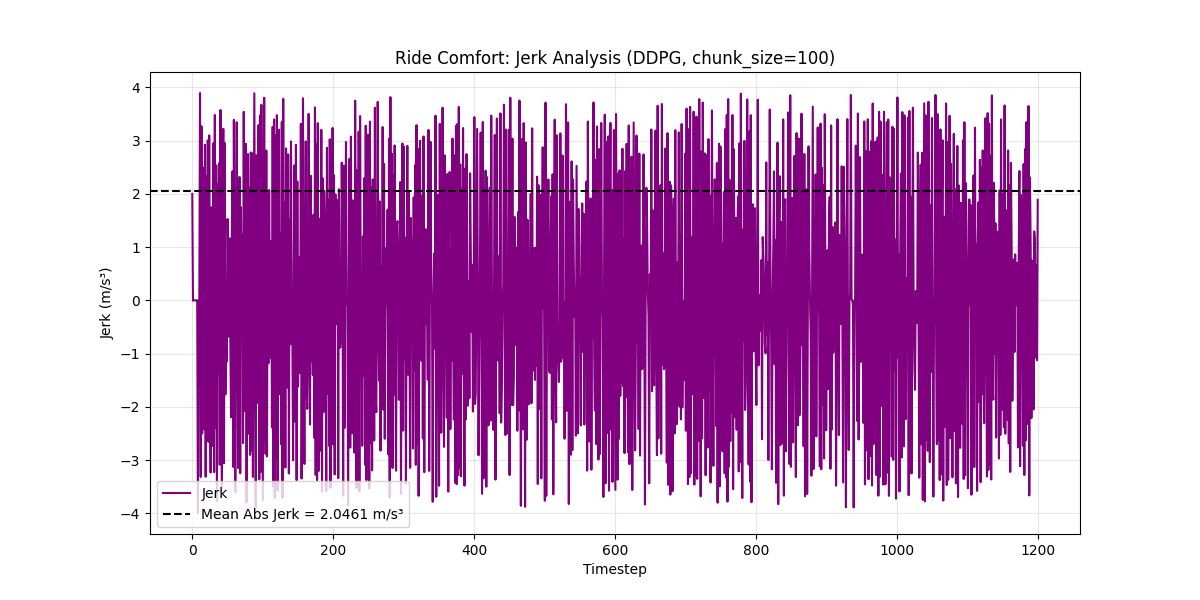 Ride Comfort: Jerk Analysis (DDPG, chunk_size=100)
4
3
2
1
0
−1
−2
−3
−4
Jerk (m/s³)
Jerk
Mean Abs Jerk = 2.0461 m/s³
0 200 400 600 800 1000 1200
Timestep